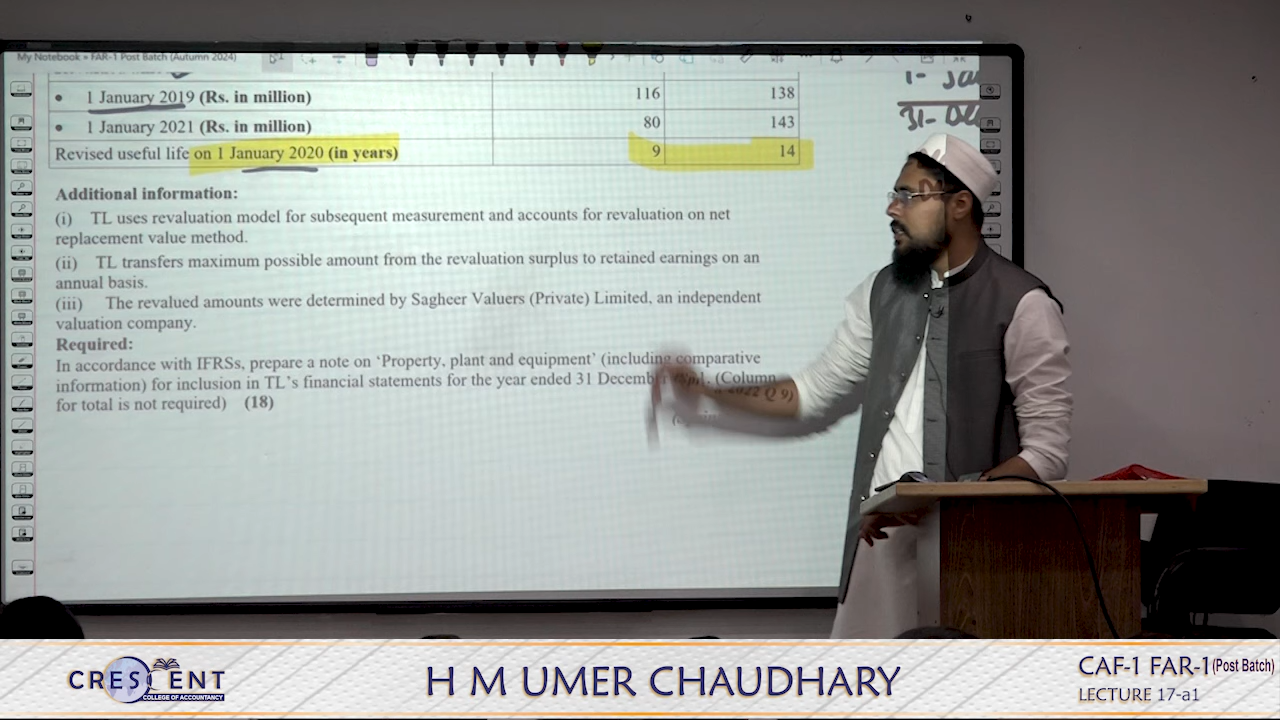 My Notebook » FAR-1 Post Batch (Autumn 2024)
• 1 January 2019 (Rs. in million) 116 138
• 1 January 2021 (Rs. in million) 80 143
Revised useful life on 1 January 2020 (in years) 9 14
1- Jan
31- Dec
Additional information:
(i) TL uses revaluation model for subsequent measurement and accounts for revaluation on net
replacement value method.
(ii) TL transfers maximum possible amount from the revaluation surplus to retained earnings on an
annual basis.
(iii) The revalued amounts were determined by Sagheer Valuers (Private) Limited, an independent
valuation company.
Required:
In accordance with IFRSs, prepare a note on ‘Property, plant and equipment’ (including comparative
information) for inclusion in TL’s financial statements for the year ended 31 December (Column
for total is not required) (18)
2022 Q 9)
CRESCENT
COLLEGE OF ACCOUNTANCY
H M UMER CHAUDHARY
CAF-1 FAR-1 (Post Batch)
LECTURE 17-a1